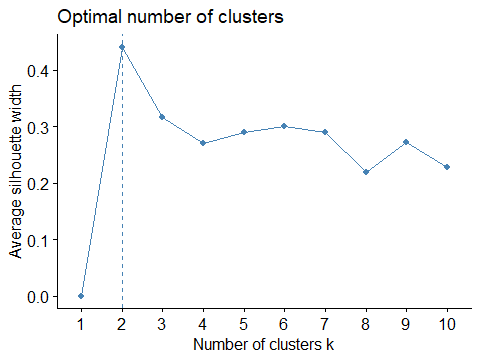 Optimal number of clusters
Average silhouette width
0.4
0.3
0.2
0.1
0.0
1 2 3 4 5 6 7 8 9 10
Number of clusters k